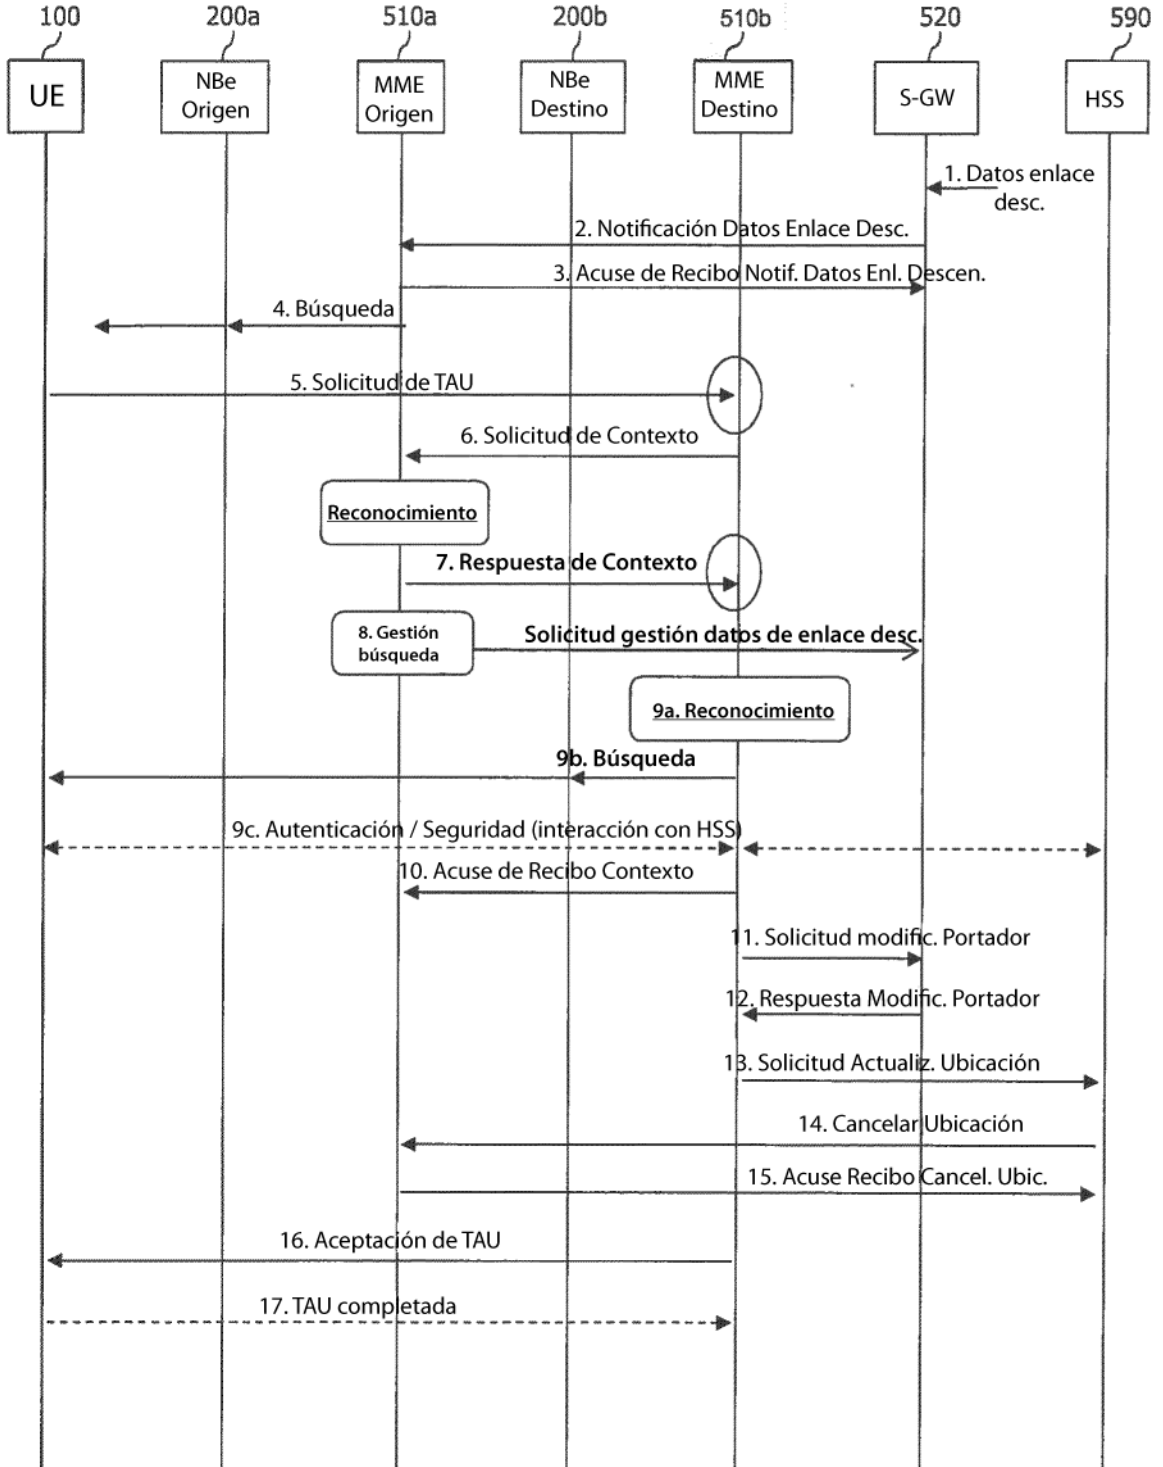 100 200a 510a 200b 510b 520 590
UE
NBe
Origen
MME
Origen
NBe
Destino
MME
Destino
S-GW
HSS
1. Datos enlace
desc.
2. Notificación Datos Enlace Desc.
3. Acuse de Recibo Notif. Datos Enl. Descen.
4. Búsqueda
5. Solicitud de TAU
6. Solicitud de Contexto
Reconocimiento
7. Respuesta de Contexto
8. Gestión
búsqueda
Solicitud gestión datos de enlace desc.
9a. Reconocimiento
9b. Búsqueda
9c. Autenticación / Seguridad (interacción con HSS)
10. Acuse de Recibo Contexto
11. Solicitud modific. Portador
12. Respuesta Modific. Portador
13. Solicitud Actualiz. Ubicación
14. Cancelar Ubicación
15. Acuse Recibo Cancel. Ubic.
16. Aceptación de TAU
17. TAU completada